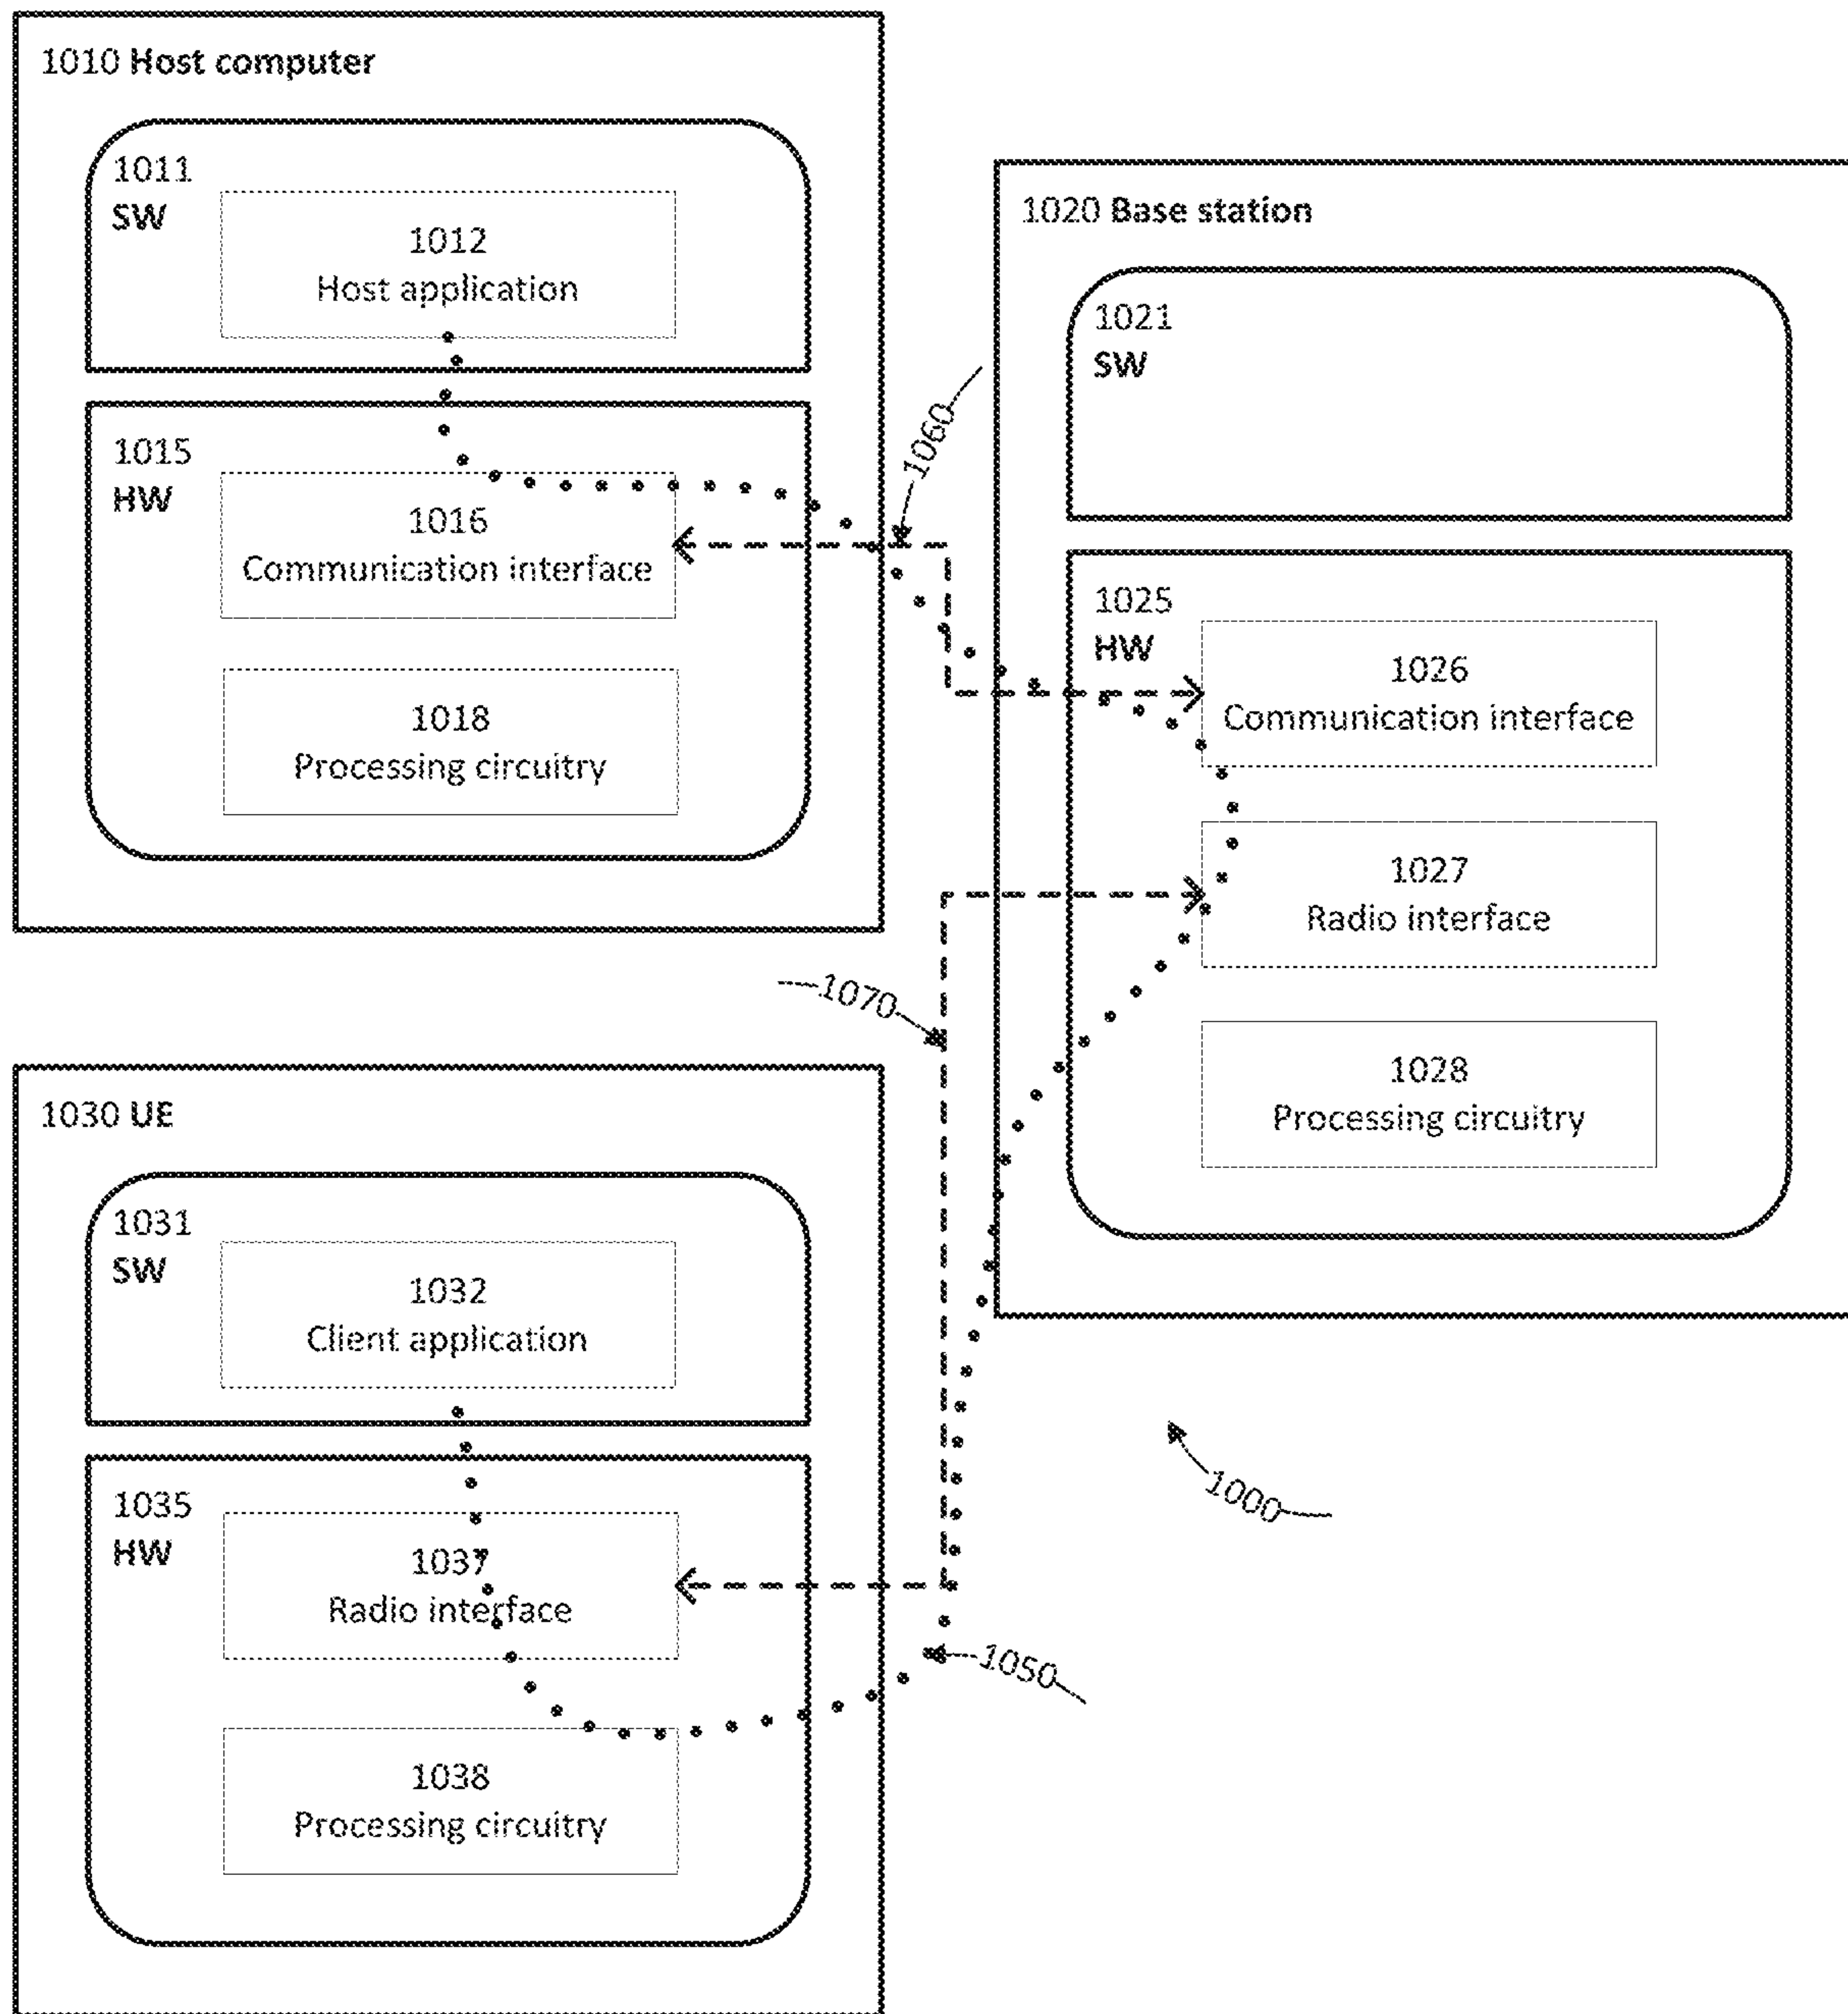 1010 Host computer
1011
SW
1012
Host application
1015
HW
1016
Communication interface
1018
Processing circuitry
1060
1020 Base station
1021
SW
1025
HW
1026
Communication interface
1027
Radio interface
1028
Processing circuitry
1070
1030 UE
1031
SW
1032
Client application
1035
HW
1037
Radio interface
1038
Processing circuitry
1050
1000